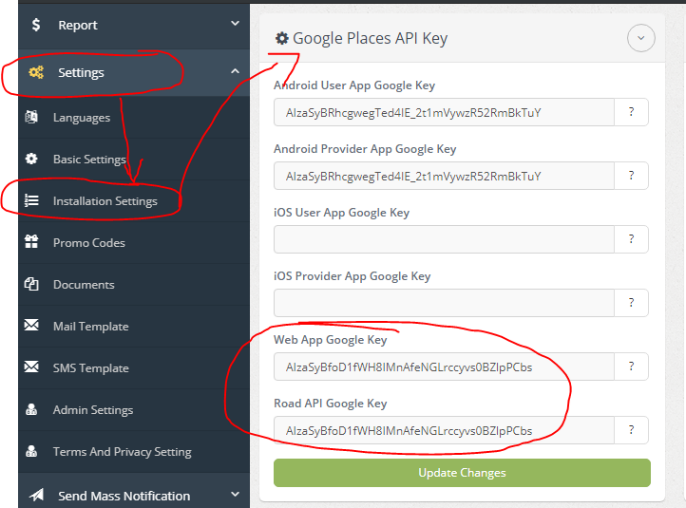 $ Report
Settings
Languages
Basic Settings
Installation Settings
Promo Codes
Documents
Mail Template
SMS Template
Admin Settings
Terms And Privacy Setting
Send Mass Notification
Google Places API Key
Android User App Google Key
AIzaSyBRhcgwegTed4IE_2t1mVywzR52RmBkTuY ?
Android Provider App Google Key
AIzaSyBRhcgwegTed4IE_2t1mVywzR52RmBkTuY ?
iOS User App Google Key
?
iOS Provider App Google Key
?
Web App Google Key
AIzaSyBfoD1fWH8IMnAfeNGLrccyvs0BZIpPCbs ?
Road API Google Key
AIzaSyBfoD1fWH8IMnAfeNGLrccyvs0BZIpPCbs ?
Update Changes